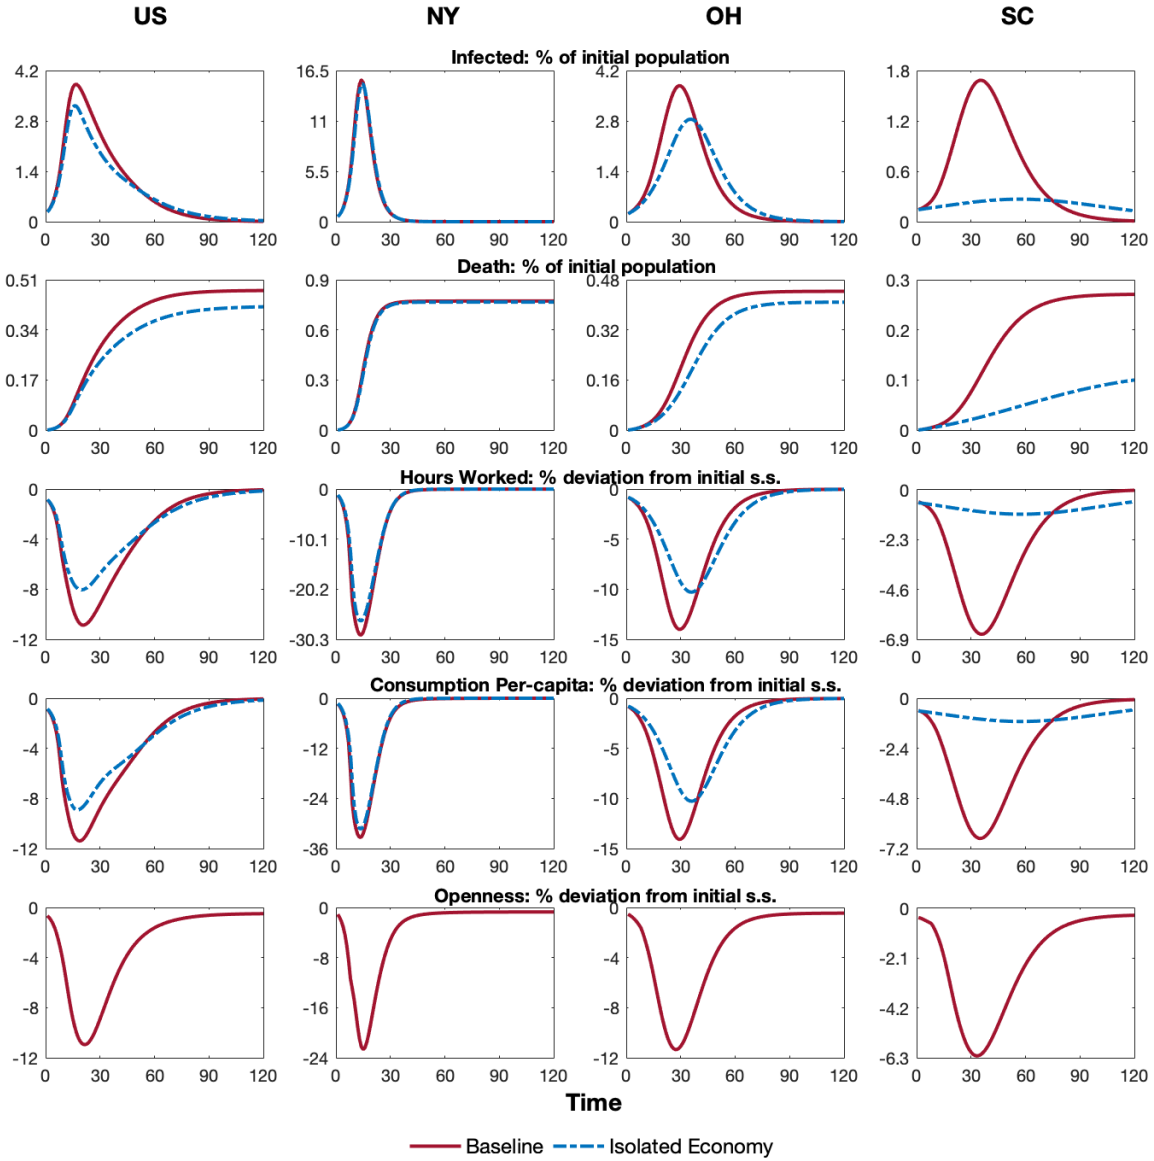 US NY OH SC
Infected: % of initial population
4.2 16.5 4.2 1.8
2.8 11 2.8 1.2
1.4 5.5 1.4 0.6
0 0 0 0
0 30 60 90 120 0 30 60 90 120 0 30 60 90 120 0 30 60 90 120
Death: % of initial population
0.51 0.9 0.48 0.3
0.34 0.6 0.32 0.2
0.17 0.3 0.16 0.1
0 0 0 0
0 30 60 90 120 0 30 60 90 120 0 30 60 90 120 0 30 60 90 120
Hours Worked: % deviation from initial s.s.
0 0 0 0
-4 -10.1 -5 -2.3
-8 -20.2 -10 -4.6
-12 -30.3 -15 -6.9
0 30 60 90 120 0 30 60 90 120 0 30 60 90 120 0 30 60 90 120
Consumption Per-capita: % deviation from initial s.s.
0 0 0 0
-4 -12 -5 -2.4
-8 -24 -10 -4.8
-12 -36 -15 -7.2
0 30 60 90 120 0 30 60 90 120 0 30 60 90 120 0 30 60 90 120
Openness: % deviation from initial s.s.
0 0 0 0
-4 -8 -4 -2.1
-8 -16 -8 -4.2
-12 -24 -12 -6.3
0 30 60 90 120 0 30 60 90 120 0 30 60 90 120 0 30 60 90 120
Time
Baseline Isolated Economy